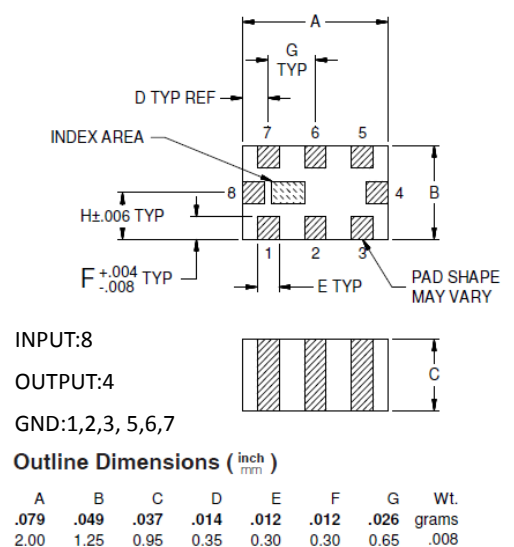 A
G
TYP
D TYP REF
7 6 5
INDEX AREA
8
4
B
H±.006 TYP
F +.004 -.008 TYP
1 2 3
E TYP
PAD SHAPE
MAY VARY
INPUT:8
OUTPUT:4
GND:1,2,3, 5,6,7
C
Outline Dimensions ( inch mm )
A B C D E F G Wt.
.079 .049 .037 .014 .012 .012 .026 grams
2.00 1.25 0.95 0.35 0.30 0.30 0.65 .008